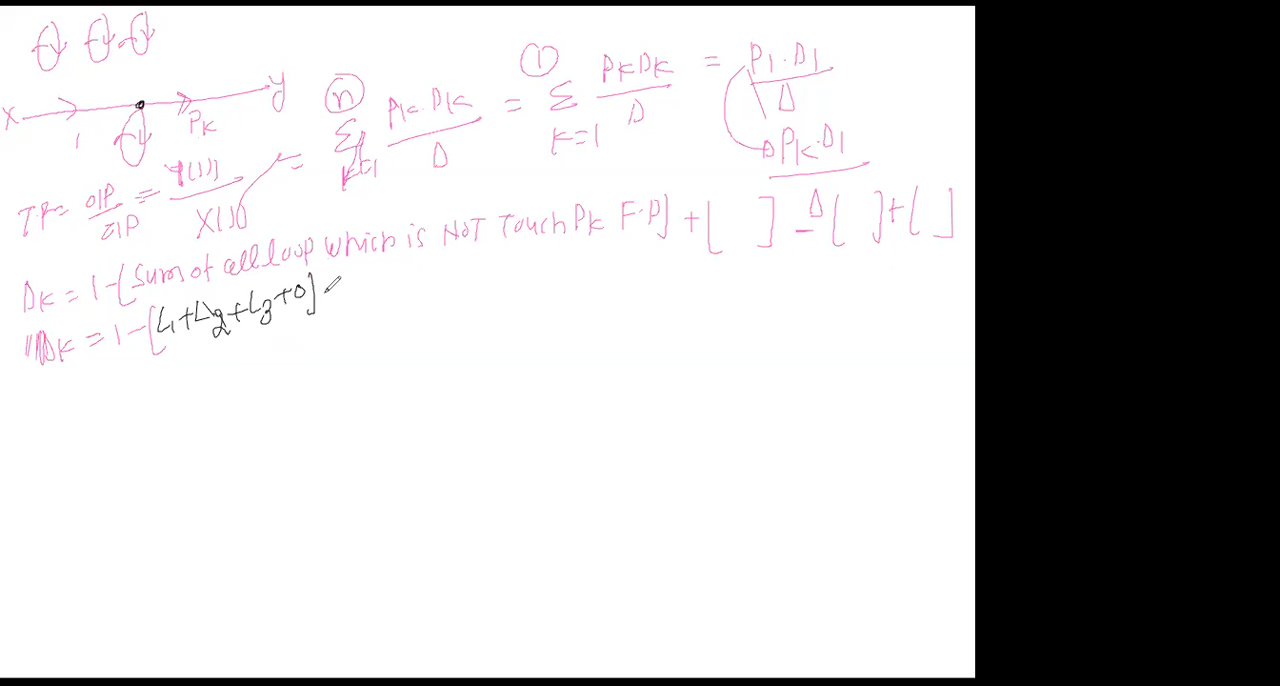 X 1 PK y
T.F = O/P / I/P = Y(s) / X(s) = (n) Σ K=1 PK·ΔK / Δ = (1) Σ K=1 PKΔK / Δ = P1·Δ1 / Δ
PK·Δ1 / Δ
ΔK = 1-[Sum of all loop which is NOT Touch PK F.P] + [ ] - [ ] + [ ]
ΔK = 1-[L1+L2+L3+0]